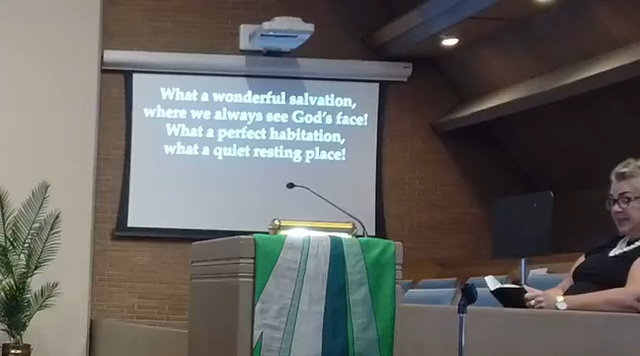 What a wonderful salvation,
where we always see God's face!
What a perfect habitation,
what a quiet resting place!